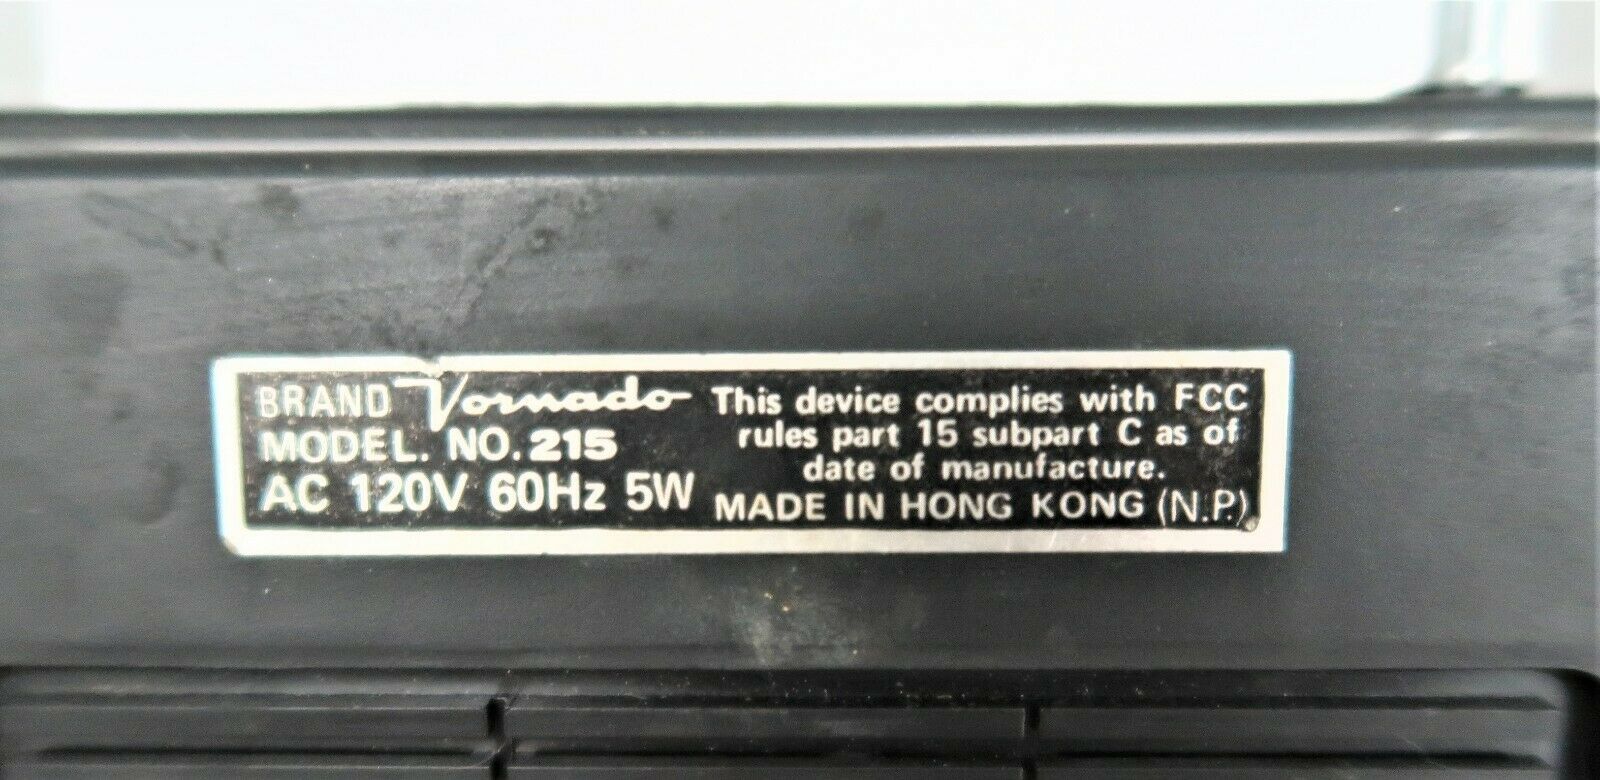 BRAND Vornado
MODEL. NO. 215
AC 120V 60Hz 5W
This device complies with FCC
rules part 15 subpart C as of
date of manufacture.
MADE IN HONG KONG (N.P.)